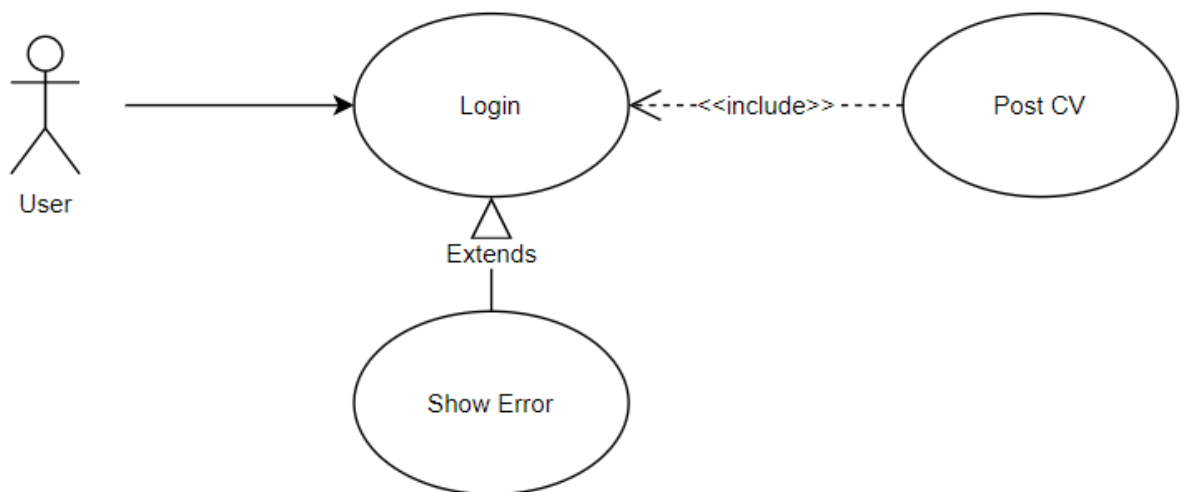 Login
<<include>>
Post CV
User
Extends
Show Error